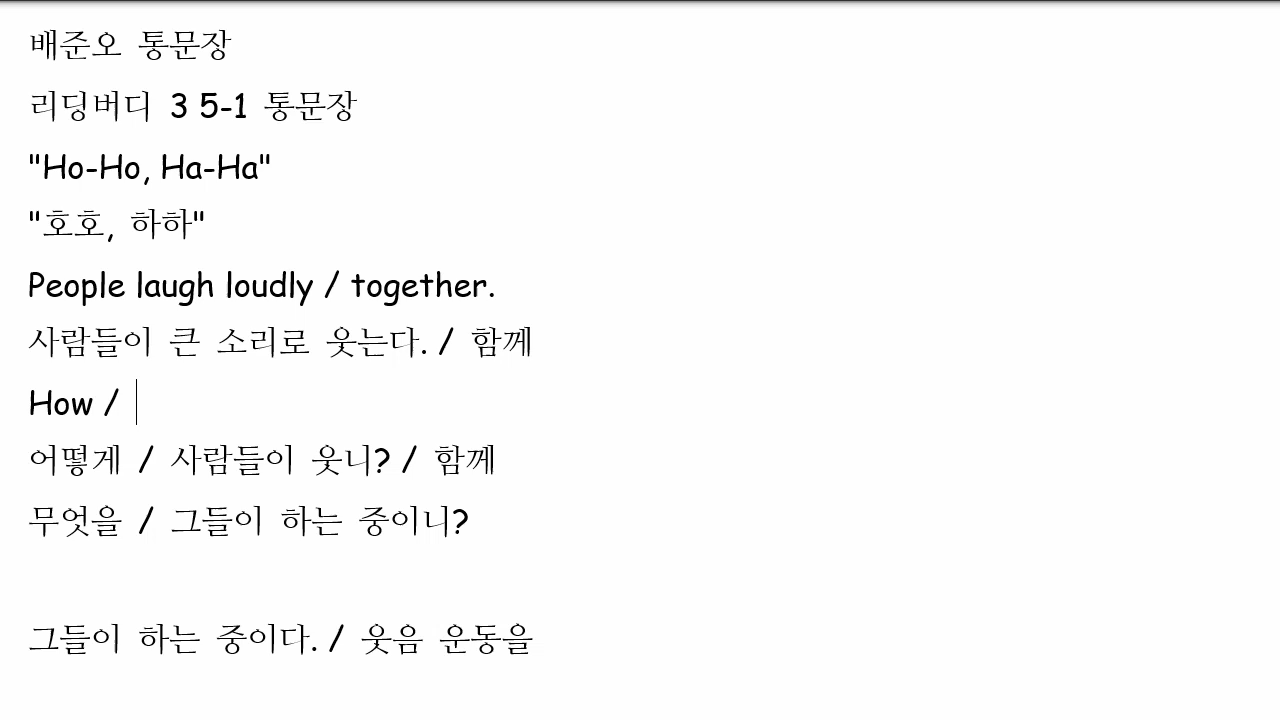 배준오 통문장
리딩버디 3 5-1 통문장
"Ho-Ho, Ha-Ha"
"호호, 하하"
People laugh loudly / together.
사람들이 큰 소리로 웃는다. / 함께
How /
어떻게 / 사람들이 웃니? / 함께
무엇을 / 그들이 하는 중이니?
그들이 하는 중이다. / 웃음 운동을